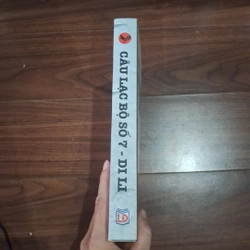 CÂU LẠC BỘ SỐ 7 - DI LI